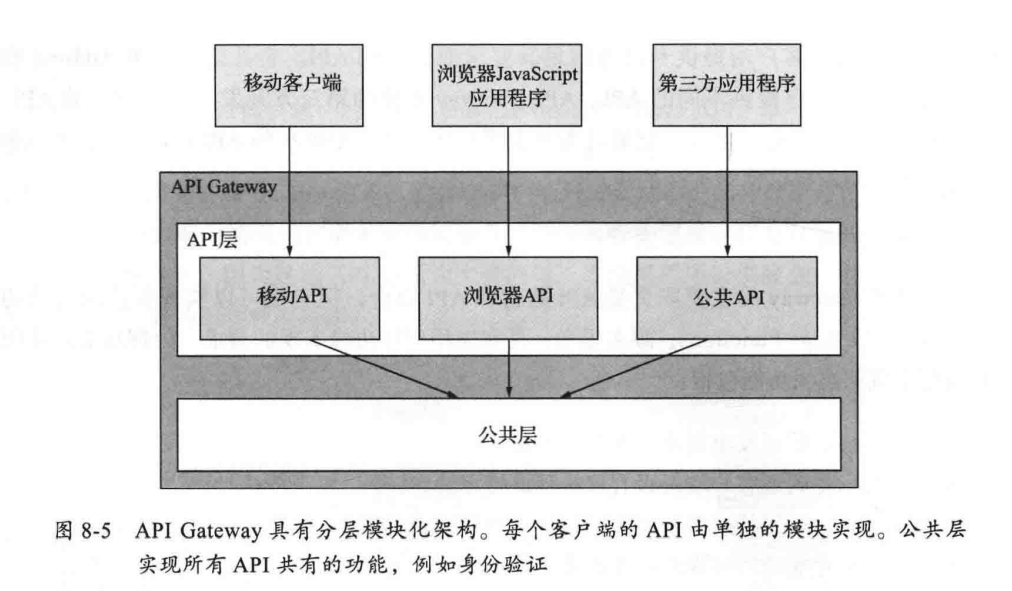 移动客户端
浏览器JavaScript
应用程序
第三方应用程序
API Gateway
API层
移动API
浏览器API
公共API
公共层
图 8-5 API Gateway 具有分层模块化架构。每个客户端的 API 由单独的模块实现。公共层
实现所有 API 共有的功能，例如身份验证